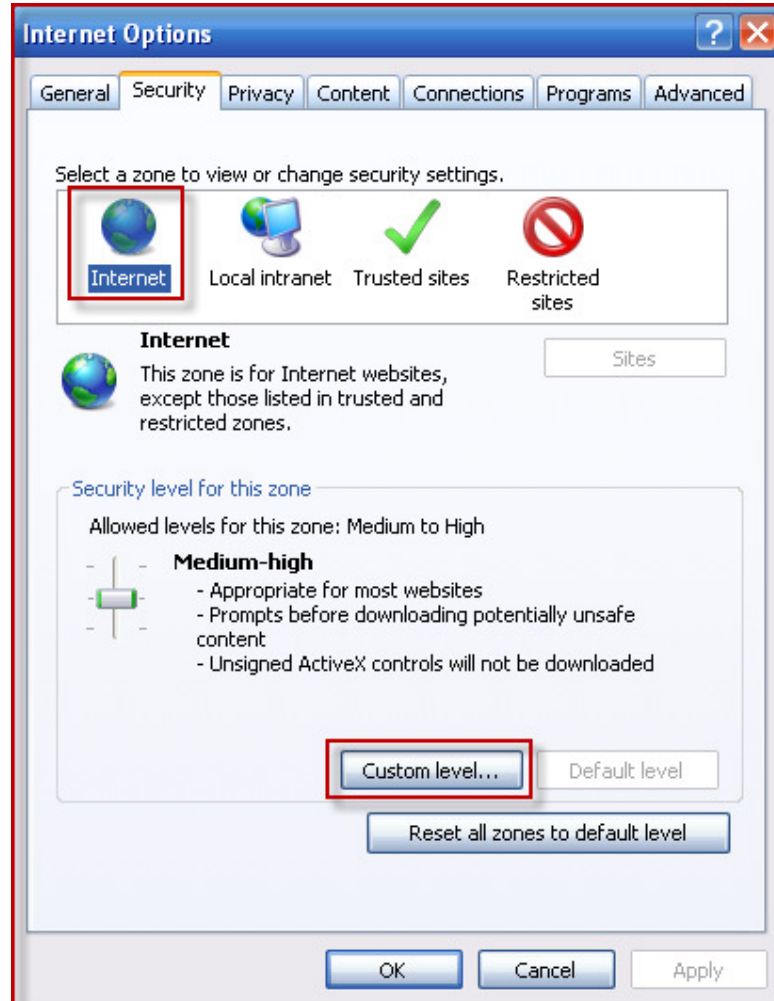 Internet Options
General Security Privacy Content Connections Programs Advanced
Select a zone to view or change security settings.
Internet Local intranet Trusted sites Restricted
sites
Internet
Sites
This zone is for Internet websites,
except those listed in trusted and
restricted zones.
Security level for this zone
Allowed levels for this zone: Medium to High
Medium-high
- Appropriate for most websites
- Prompts before downloading potentially unsafe
content
- Unsigned ActiveX controls will not be downloaded
Custom level... Default level
Reset all zones to default level
OK Cancel Apply